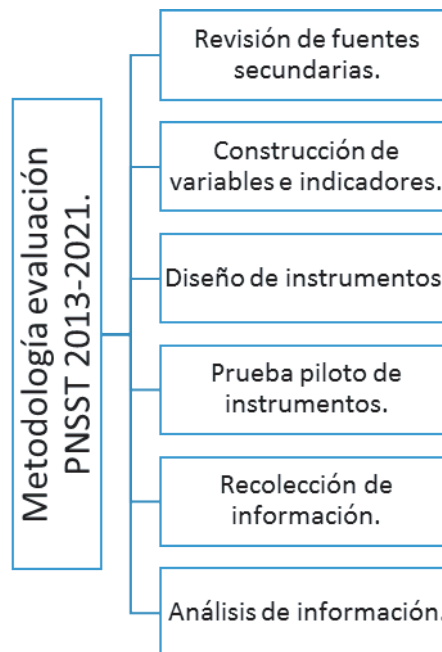 Metodología evaluación
PNSST 2013-2021.
Revisión de fuentes
secundarias.
Construcción de
variables e indicadores.
Diseño de instrumentos
Prueba piloto de
instrumentos.
Recolección de
información.
Análisis de información.